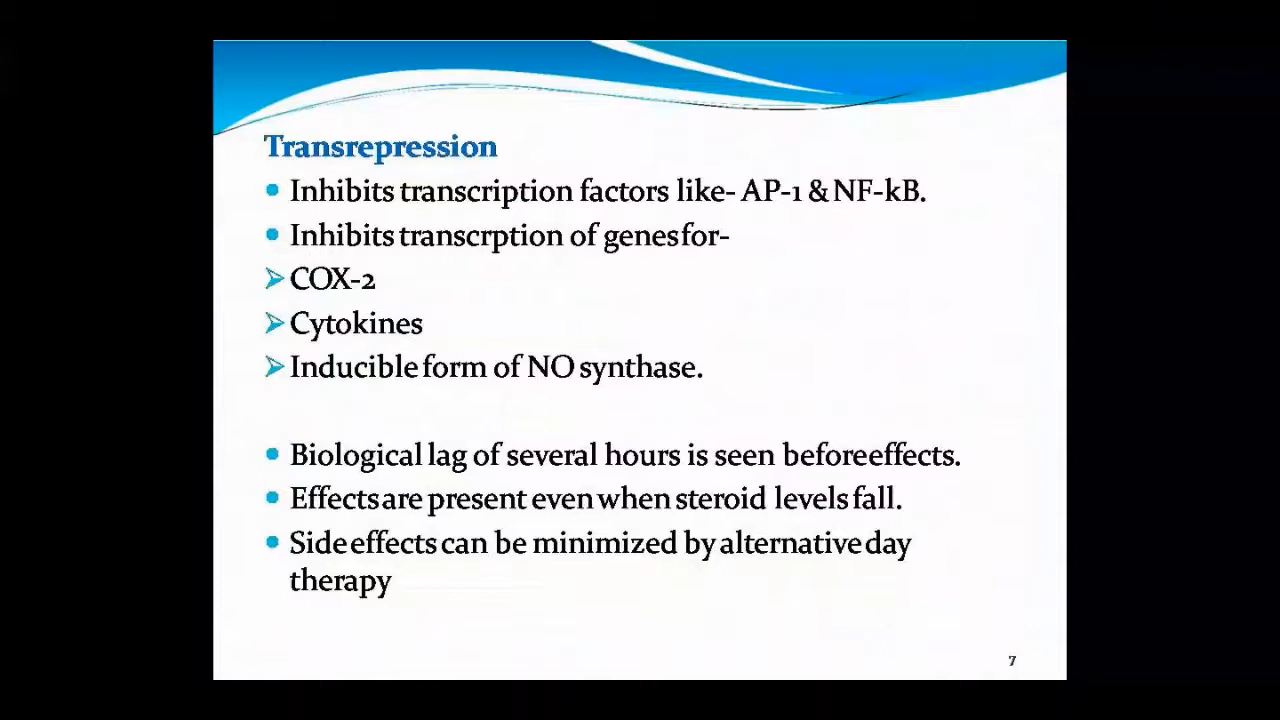 Transrepression
• Inhibits transcription factors like- AP-1 & NF-kB.
• Inhibits transcrption of genes for-
➢ COX-2
➢ Cytokines
➢ Inducible form of NO synthase.
• Biological lag of several hours is seen before effects.
• Effects are present even when steroid levels fall.
• Side effects can be minimized by alternative day
therapy
7